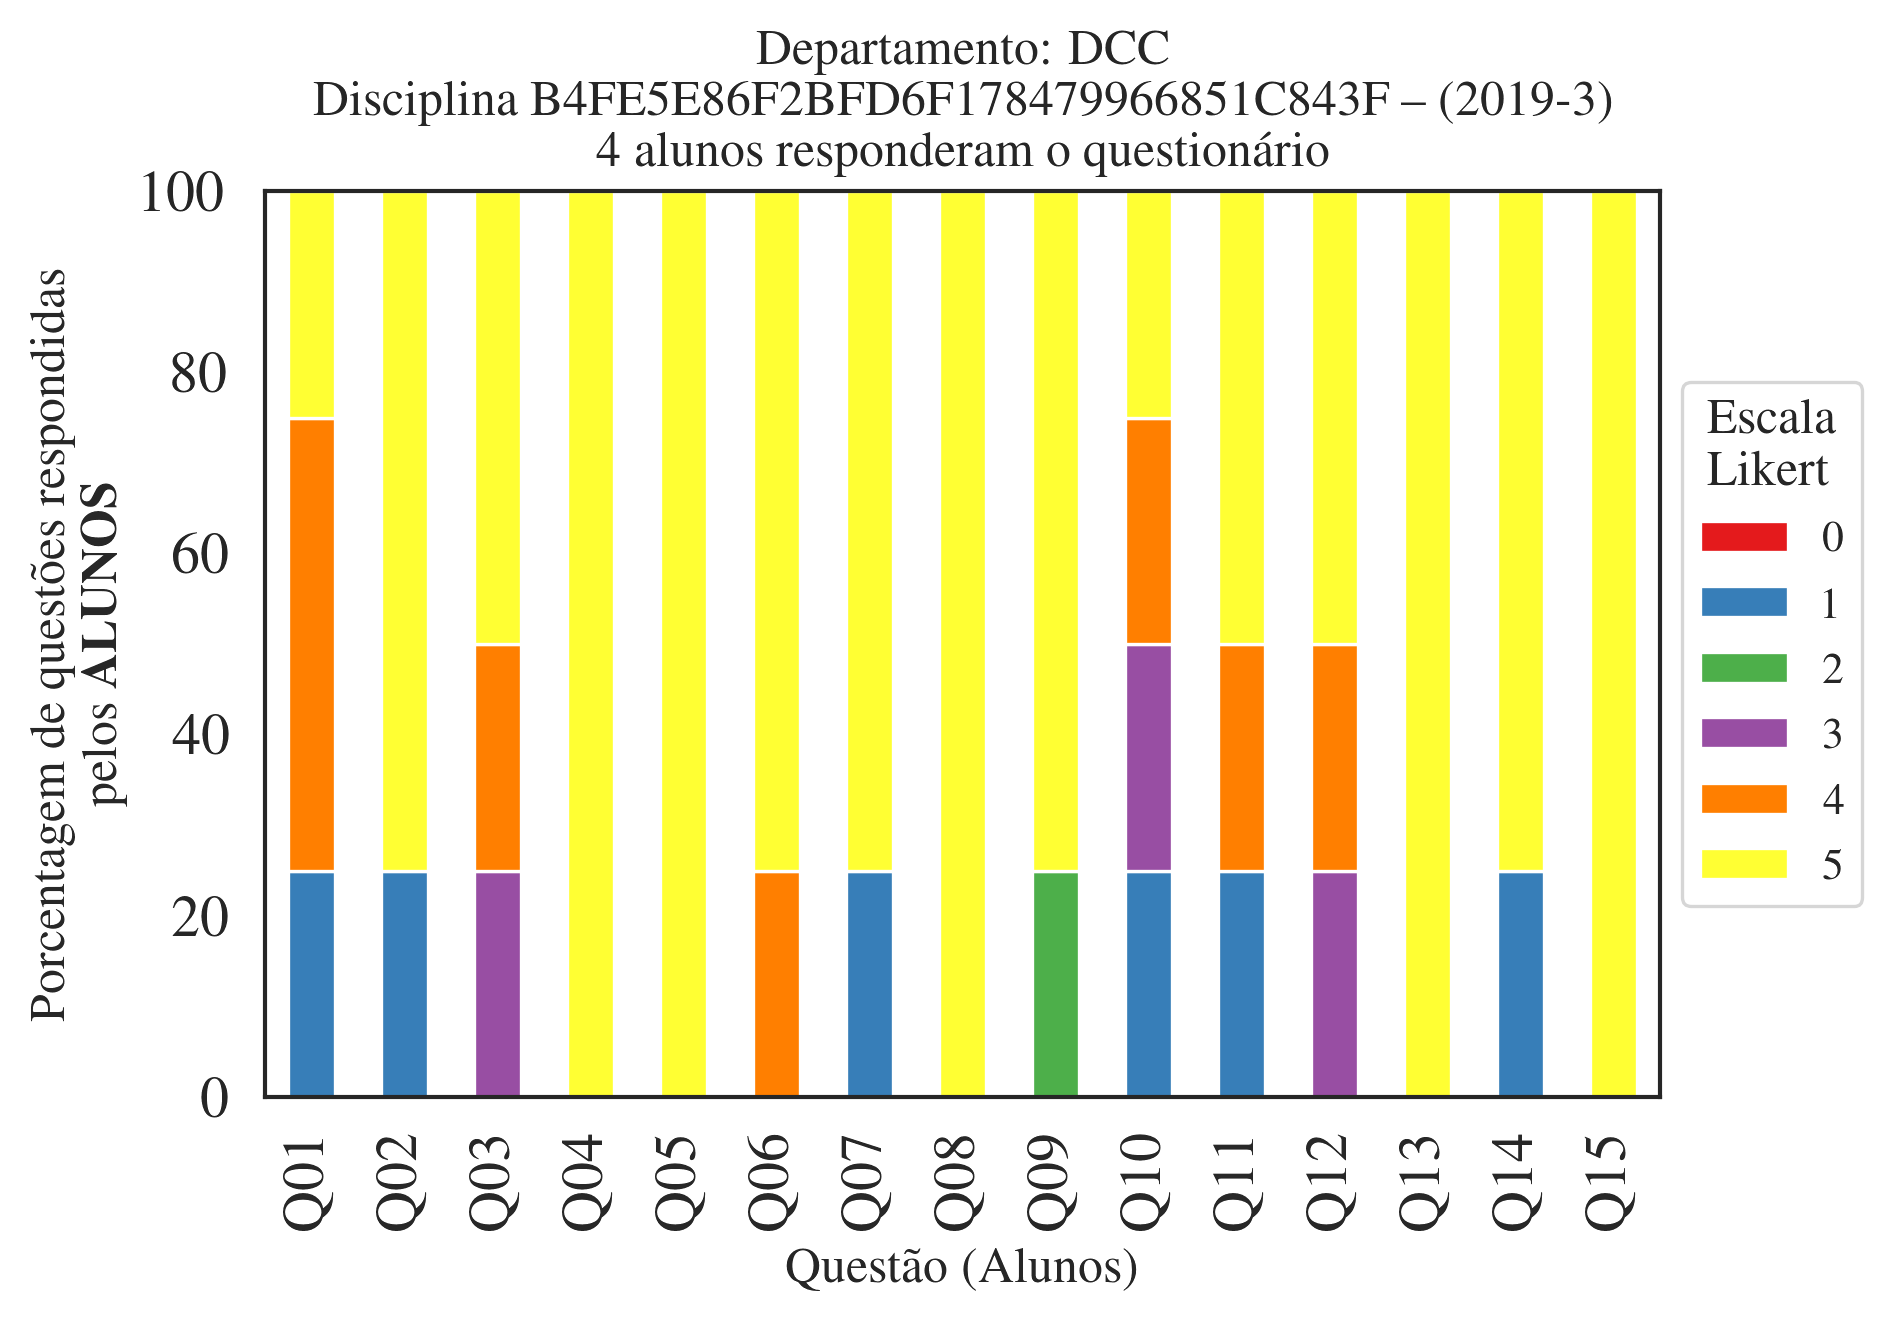 Departamento: DCC
Disciplina B4FE5E86F2BFD6F178479966851C843F – (2019-3)
4 alunos responderam o questionário
100
80
60
40
20
0
Porcentagem de questões respondidas
pelos ALUNOS
Q01
Q02
Q03
Q04
Q05
Q06
Q07
Q08
Q09
Q10
Q11
Q12
Q13
Q14
Q15
Questão (Alunos)
Escala
Likert
0
1
2
3
4
5